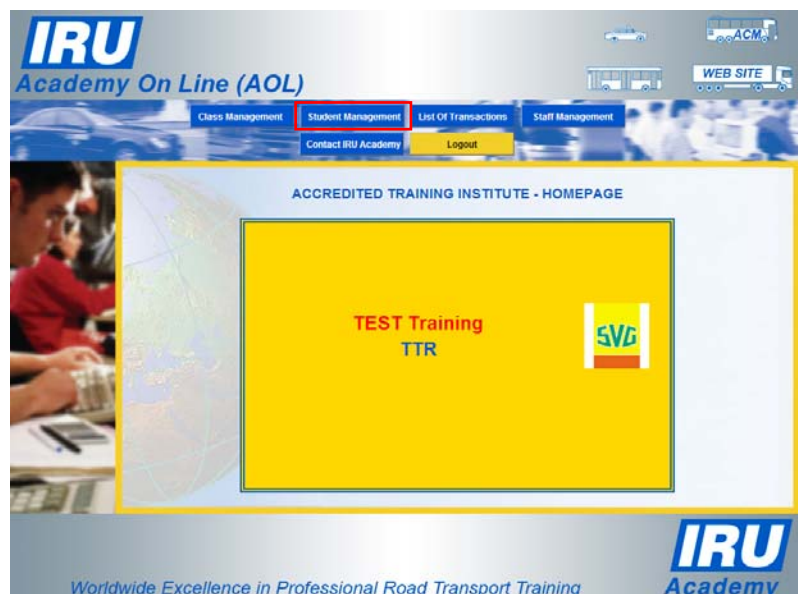 IRU
Academy On Line (AOL)
ACM
WEB SITE
Class Management
Student Management
List Of Transactions
Staff Management
Contact IRU Academy
Logout
ACCREDITED TRAINING INSTITUTE - HOMEPAGE
TEST Training
TTR
SVG
IRU
Academy
Worldwide Excellence in Professional Road Transport Training